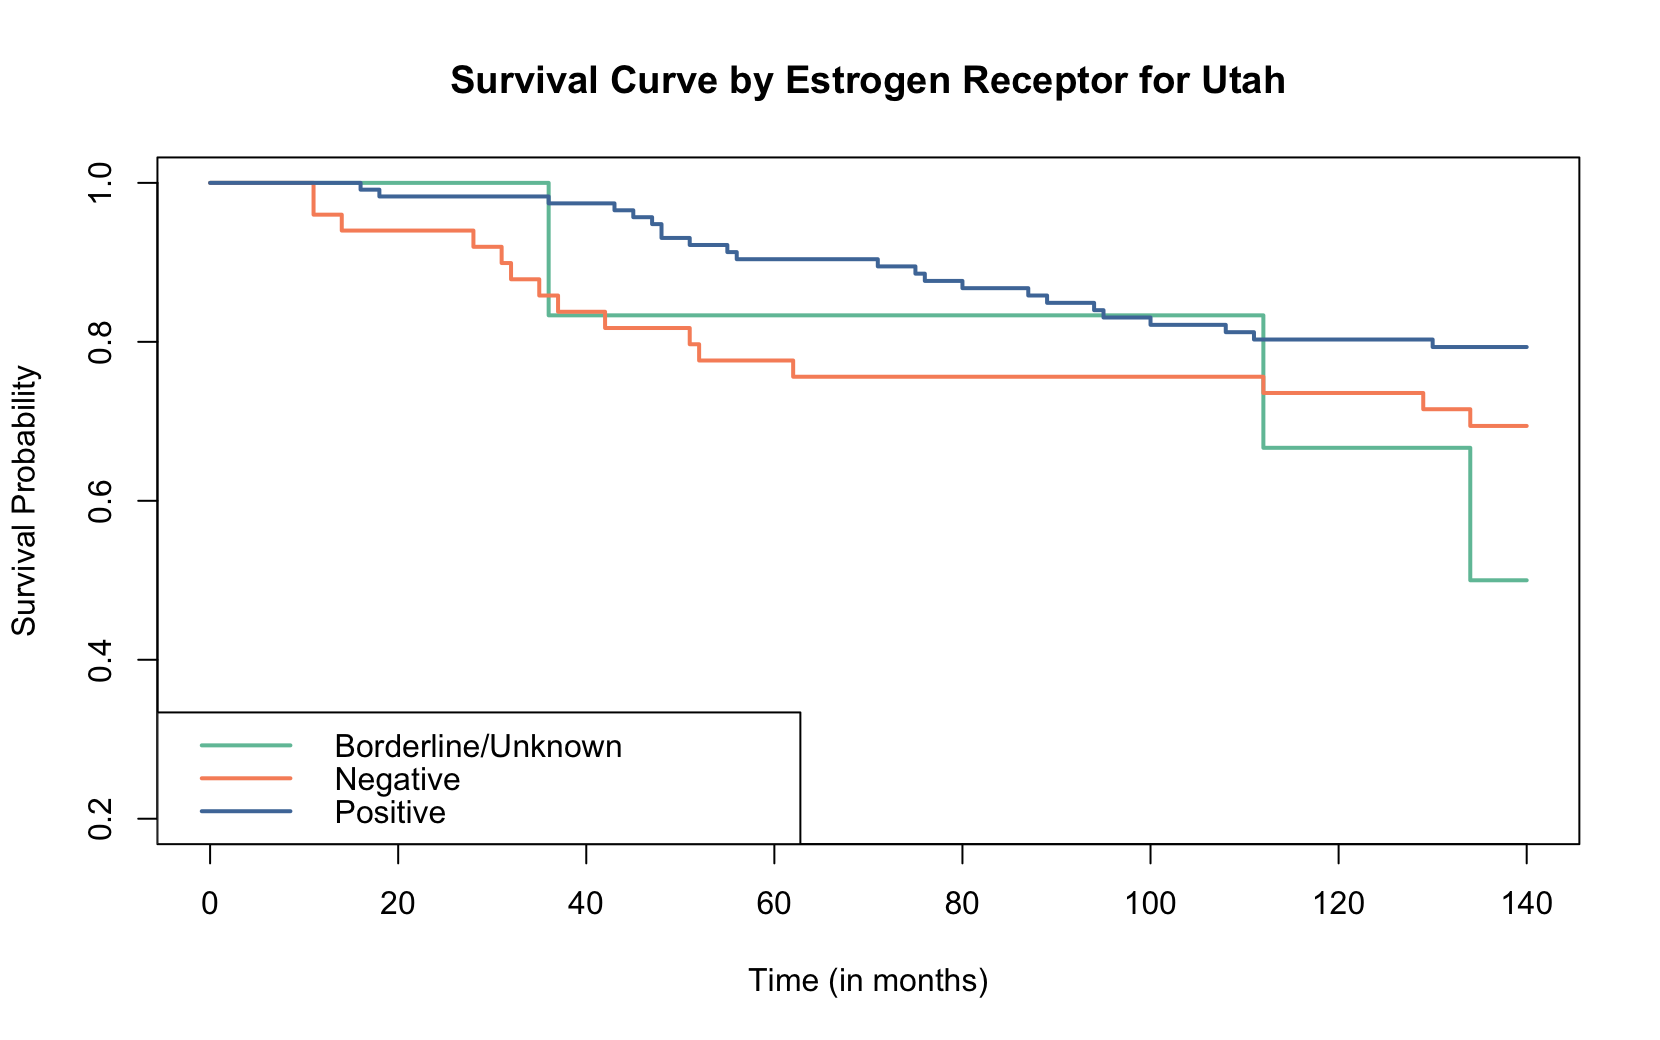 Survival Curve by Estrogen Receptor for Utah
Survival Probability
1.0
0.8
0.6
0.4
0.2
Borderline/Unknown
Negative
Positive
0 20 40 60 80 100 120 140
Time (in months)